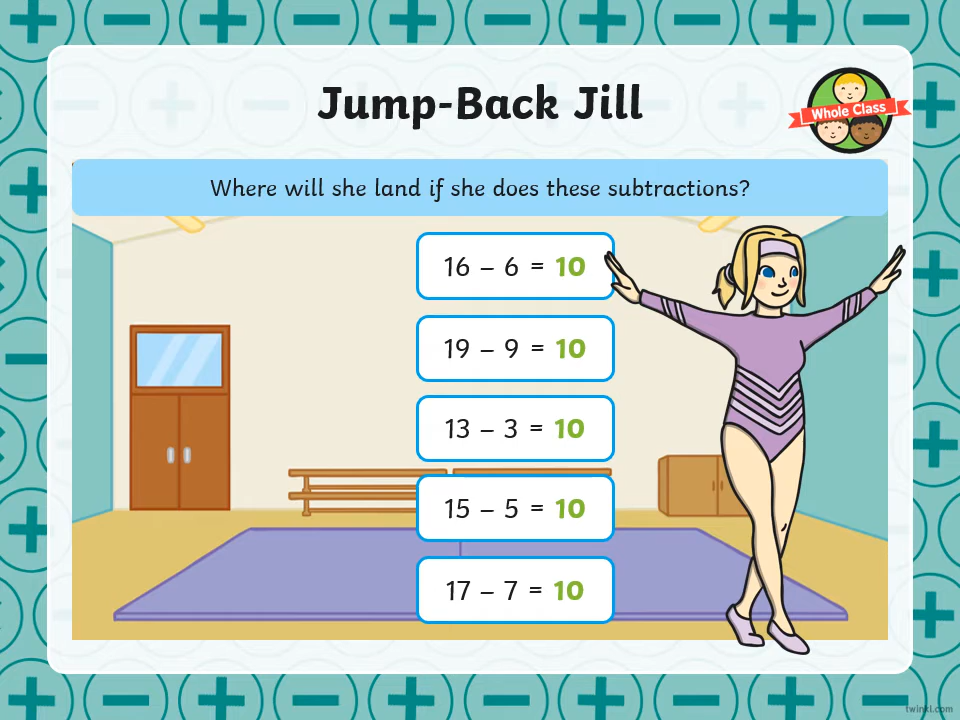 Jump-Back Jill
Whole Class
Where will she land if she does these subtractions?
16 – 6 = 10
19 – 9 = 10
13 – 3 = 10
15 – 5 = 10
17 – 7 = 10
twinkl.com